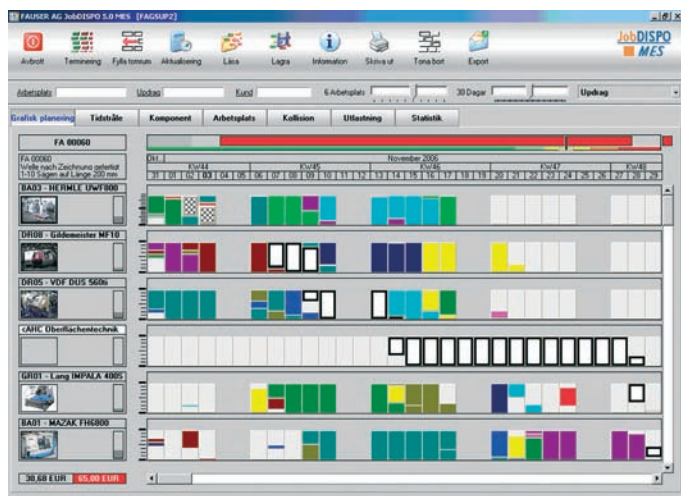 FAUSER AG JobDISPO 5.0 MES [FAGSUP2]
Avbrott Terminering Fylla tomrum Aktualisering Läsa Lagra Information Skriva ut Tona bort Export
JobDISPO
MES
Arbetsplats Uppdrag Kund 6 Arbetsplats 30 Dagar Uppdrag
Grafisk planering Tidstråle Komponent Arbetsplats Kollision Utlastning Statistik
FA 00060
FA 00060
Welle nach Zeichnung gefertigt
1-10 Sägen auf Länge 200 mm
Okt. November 2006
KW44 KW45 KW46 KW47 KW48
31 01 02 03 04 05 06 07 08 09 10 11 12 13 14 15 16 17 18 19 20 21 22 23 24 25 26 27 28 29
BA03 - HERMLE UWF800
DR08 - Gildemeister MF10
DR05 - VDF DUS 560ti
<AHC Oberflächentechnik
GR01 - Lang IMPALA 400S
BA01 - MAZAK FH6800
30,68 EUR 65,00 EUR